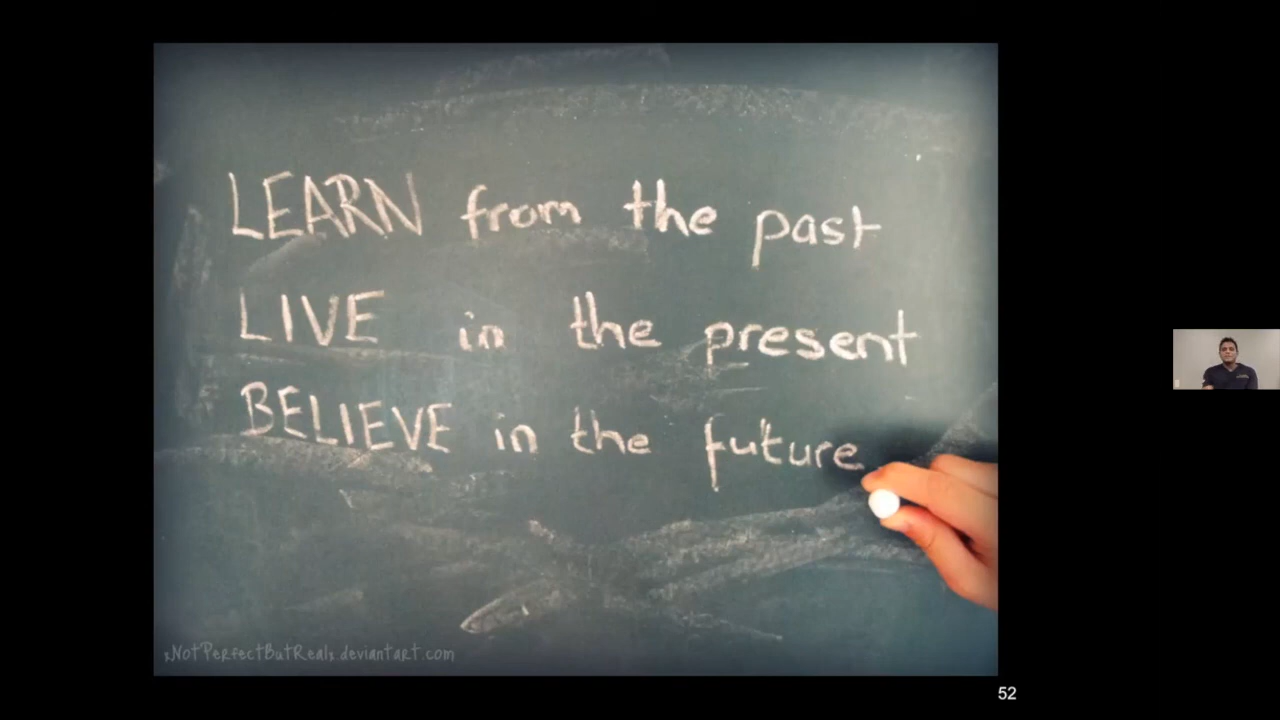 LEARN from the past
LIVE in the present
BELIEVE in the future
xNotPerfectButRealx.deviantart.com
52